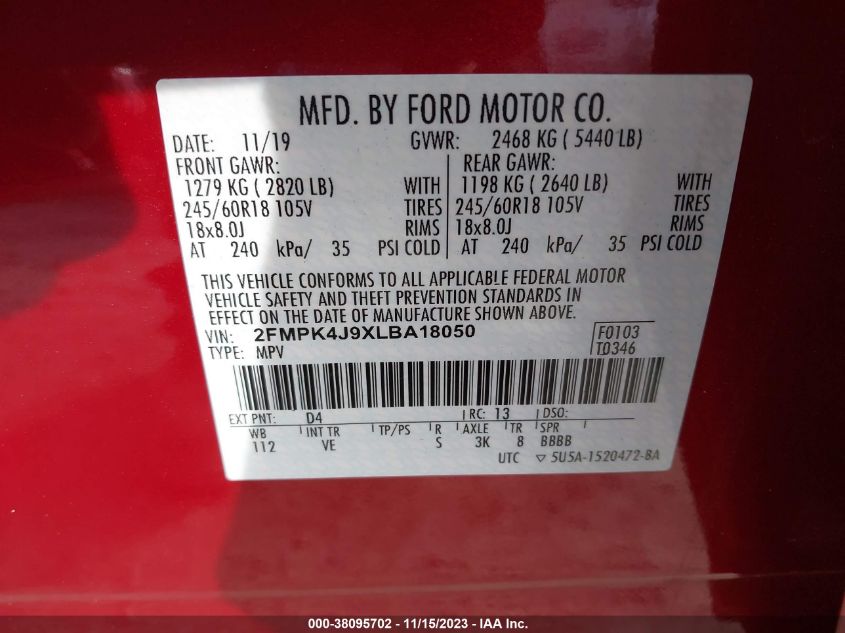 MFD. BY FORD MOTOR CO.
DATE: 11/19 GVWR: 2468 KG ( 5440 LB)
FRONT GAWR: REAR GAWR:
1279 KG ( 2820 LB) WITH 1198 KG ( 2640 LB) WITH
245/60R18 105V TIRES 245/60R18 105V TIRES
18x8.0J RIMS 18x8.0J RIMS
AT 240 kPa/ 35 PSI COLD AT 240 kPa/ 35 PSI COLD
THIS VEHICLE CONFORMS TO ALL APPLICABLE FEDERAL MOTOR
VEHICLE SAFETY AND THEFT PREVENTION STANDARDS IN
EFFECT ON THE DATE OF MANUFACTURE SHOWN ABOVE.
VIN: 2FMPK4J9XLBA18050 F0103
TYPE: MPV T0346
EXT PNT: D4 RC: 13 DSO:
WB INT TR TP/PS R AXLE TR SPR
112 VE S 3K 8 BBBB
UTC ▽ 5U5A-1520472-BA
000-38095702 - 11/15/2023 - IAA Inc.